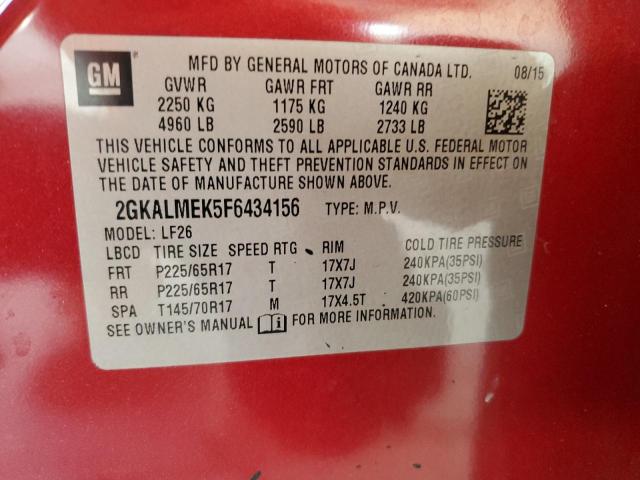 GM
MFD BY GENERAL MOTORS OF CANADA LTD. 08/15
GVWR GAWR FRT GAWR RR
2250 KG 1175 KG 1240 KG
4960 LB 2590 LB 2733 LB
THIS VEHICLE CONFORMS TO ALL APPLICABLE U.S. FEDERAL MOTOR
VEHICLE SAFETY AND THEFT PREVENTION STANDARDS IN EFFECT ON
THE DATE OF MANUFACTURE SHOWN ABOVE.
2GKALMEK5F6434156 TYPE: M.P.V.
MODEL: LF26
LBCD TIRE SIZE SPEED RTG RIM COLD TIRE PRESSURE
FRT P225/65R17 T 17X7J 240KPA(35PSI)
RR P225/65R17 T 17X7J 240KPA(35PSI)
SPA T145/70R17 M 17X4.5T 420KPA(60PSI)
SEE OWNER'S MANUAL FOR MORE INFORMATION.